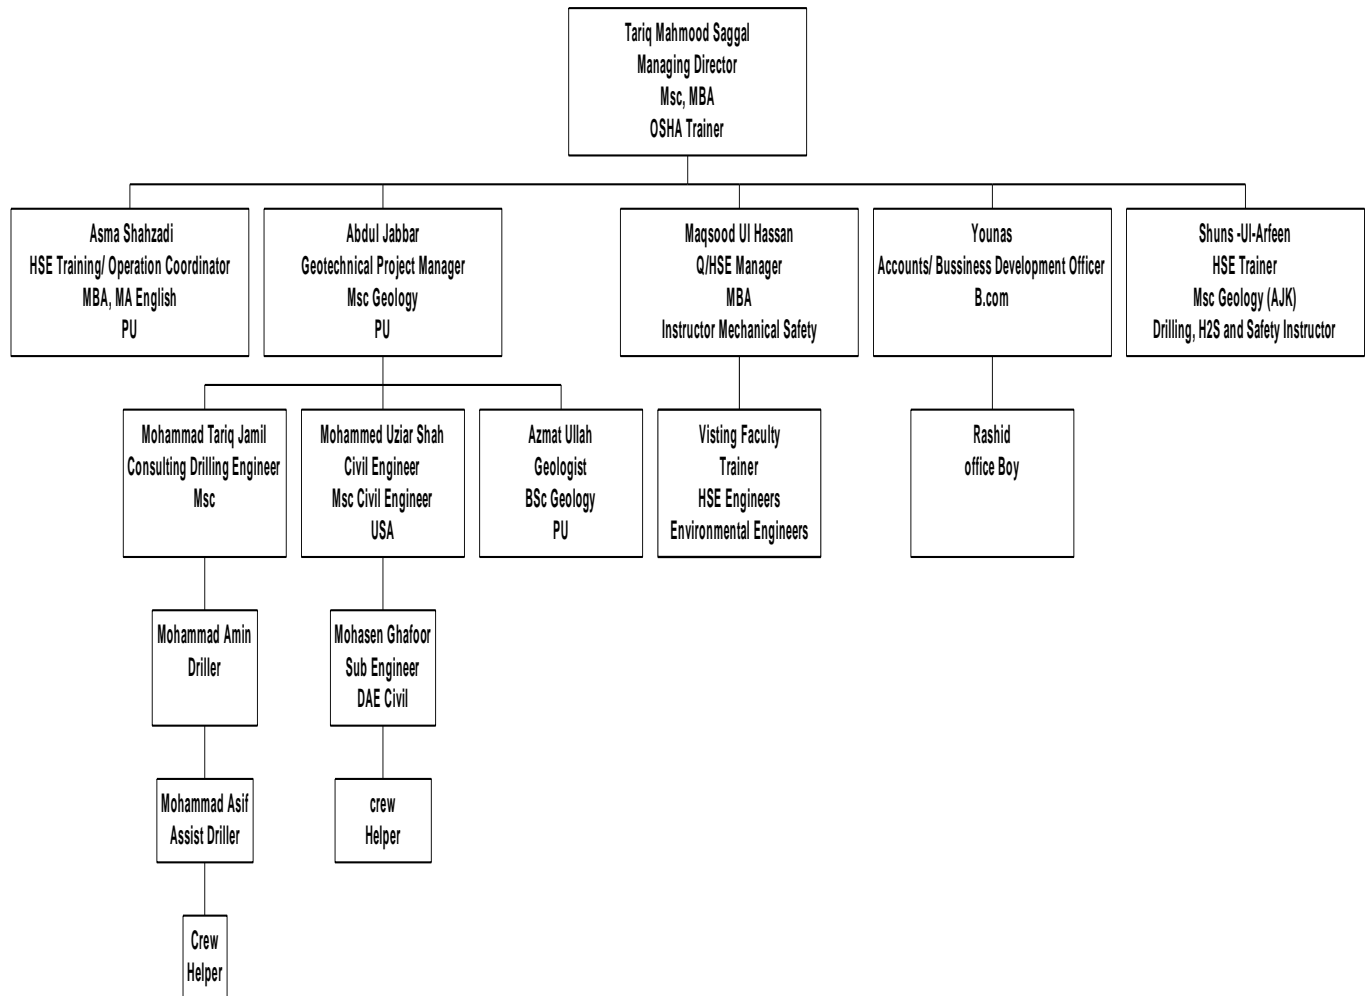 Tariq Mahmood Saggal
Managing Director
Msc, MBA
OSHA Trainer
Asma Shahzadi
HSE Training/ Operation Coordinator
MBA, MA English
PU
Abdul Jabbar
Geotechnical Project Manager
Msc Geology
PU
Maqsood Ul Hassan
Q/HSE Manager
MBA
Instructor Mechanical Safety
Younas
Accounts/ Bussiness Development Officer
B.com
Shuns -Ul-Arfeen
HSE Trainer
Msc Geology (AJK)
Drilling, H2S and Safety Instructor
Mohammad Tariq Jamil
Consulting Drilling Engineer
Msc
Mohammed Uziar Shah
Civil Engineer
Msc Civil Engineer
USA
Azmat Ullah
Geologist
BSc Geology
PU
Visting Faculty
Trainer
HSE Engineers
Environmental Engineers
Rashid
office Boy
Mohammad Amin
Driller
Mohasen Ghafoor
Sub Engineer
DAE Civil
Mohammad Asif
Assist Driller
crew
Helper
Crew
Helper